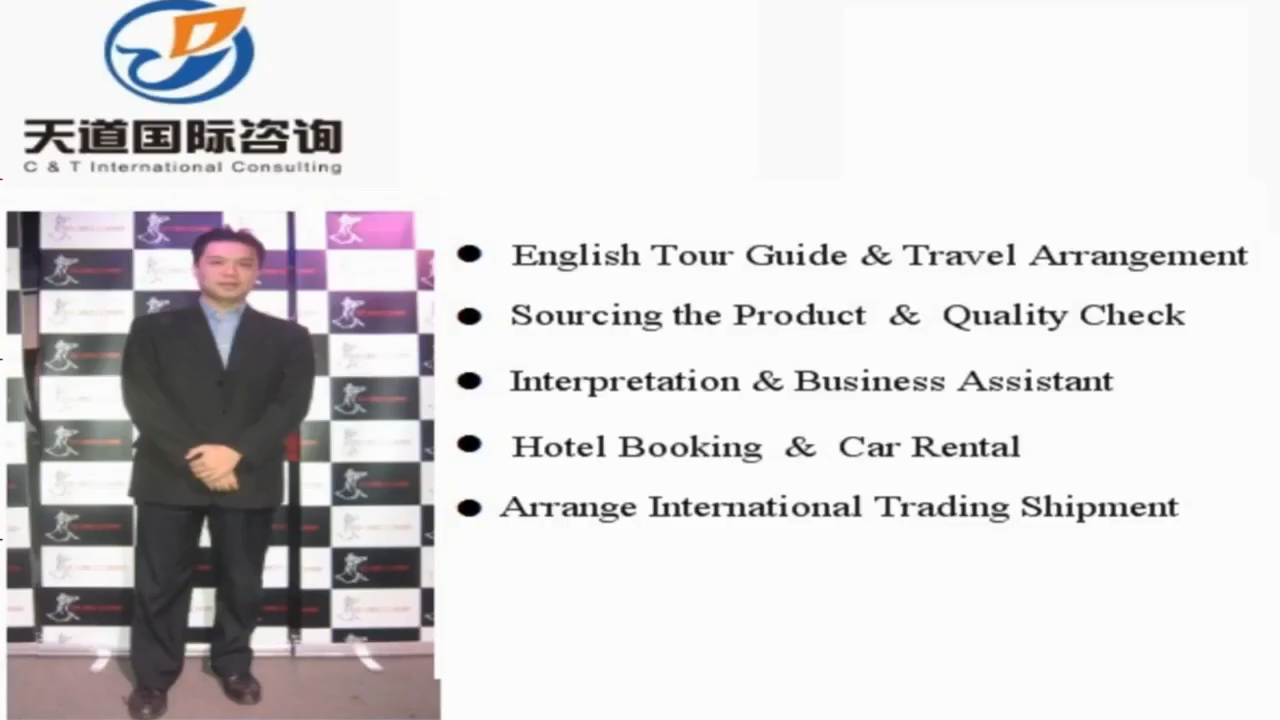 天道国际咨询
C & T International Consulting
● English Tour Guide & Travel Arrangement
● Sourcing the Product & Quality Check
● Interpretation & Business Assistant
● Hotel Booking & Car Rental
● Arrange International Trading Shipment